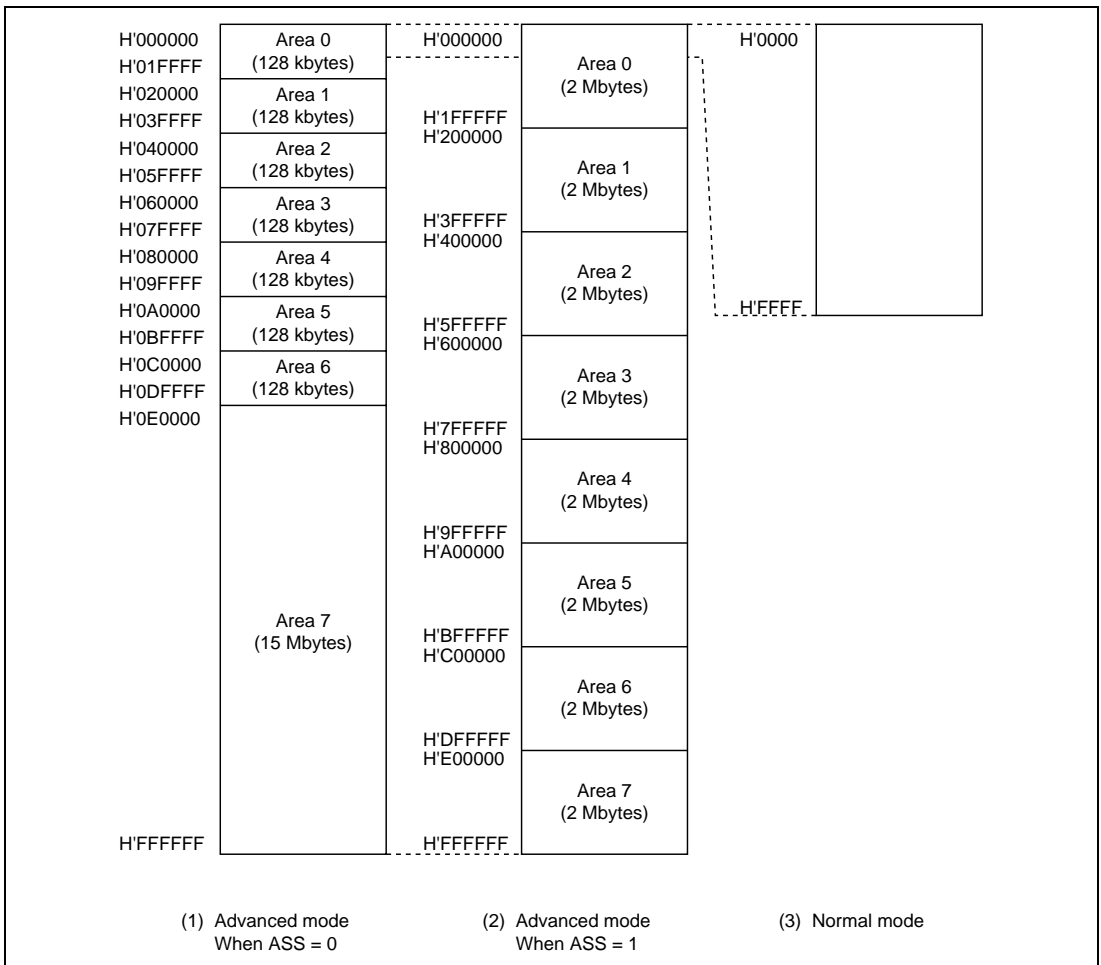 H'000000
H'01FFFF
H'020000
H'03FFFF
H'040000
H'05FFFF
H'060000
H'07FFFF
H'080000
H'09FFFF
H'0A0000
H'0BFFFF
H'0C0000
H'0DFFFF
H'0E0000
H'FFFFFF
Area 0
(128 kbytes)
Area 1
(128 kbytes)
Area 2
(128 kbytes)
Area 3
(128 kbytes)
Area 4
(128 kbytes)
Area 5
(128 kbytes)
Area 6
(128 kbytes)
Area 7
(15 Mbytes)
(1) Advanced mode
When ASS = 0
H'000000
H'1FFFFF
H'200000
H'3FFFFF
H'400000
H'5FFFFF
H'600000
H'7FFFFF
H'800000
H'9FFFFF
H'A00000
H'BFFFFF
H'C00000
H'DFFFFF
H'E00000
H'FFFFFF
Area 0
(2 Mbytes)
Area 1
(2 Mbytes)
Area 2
(2 Mbytes)
Area 3
(2 Mbytes)
Area 4
(2 Mbytes)
Area 5
(2 Mbytes)
Area 6
(2 Mbytes)
Area 7
(2 Mbytes)
(2) Advanced mode
When ASS = 1
H'0000
H'FFFF
(3) Normal mode